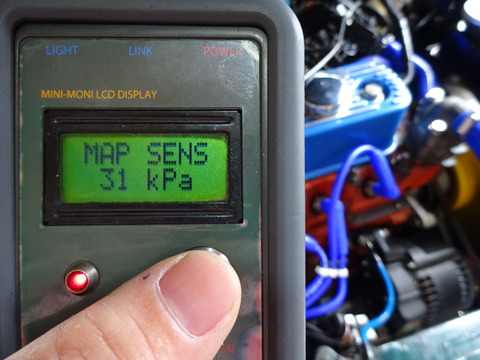 LIGHT LINK POWER
MINI-MONI LCD DISPLAY
MAP SENS
31 kPa